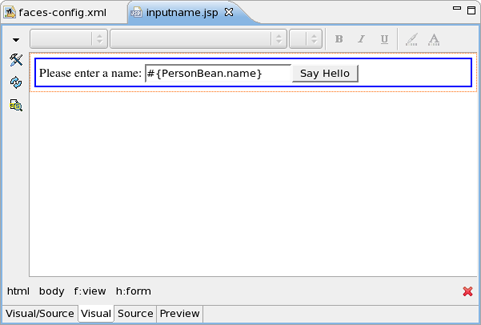 faces-config.xml inputname.jsp
B I U A
Please enter a name: #{PersonBean.name} Say Hello
html body f:view h:form
Visual/Source Visual Source Preview